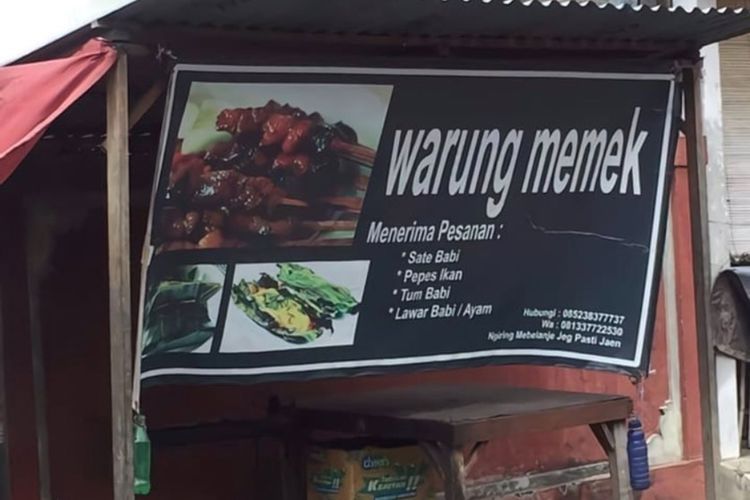 warung memek
Menerima Pesanan :
* Sate Babi
* Pepes Ikan
* Tum Babi
* Lawar Babi / Ayam
Hubungi : 085238377737
Wa : 081337722530
Ngiring Mebelanje Jeg Pasti Jaen